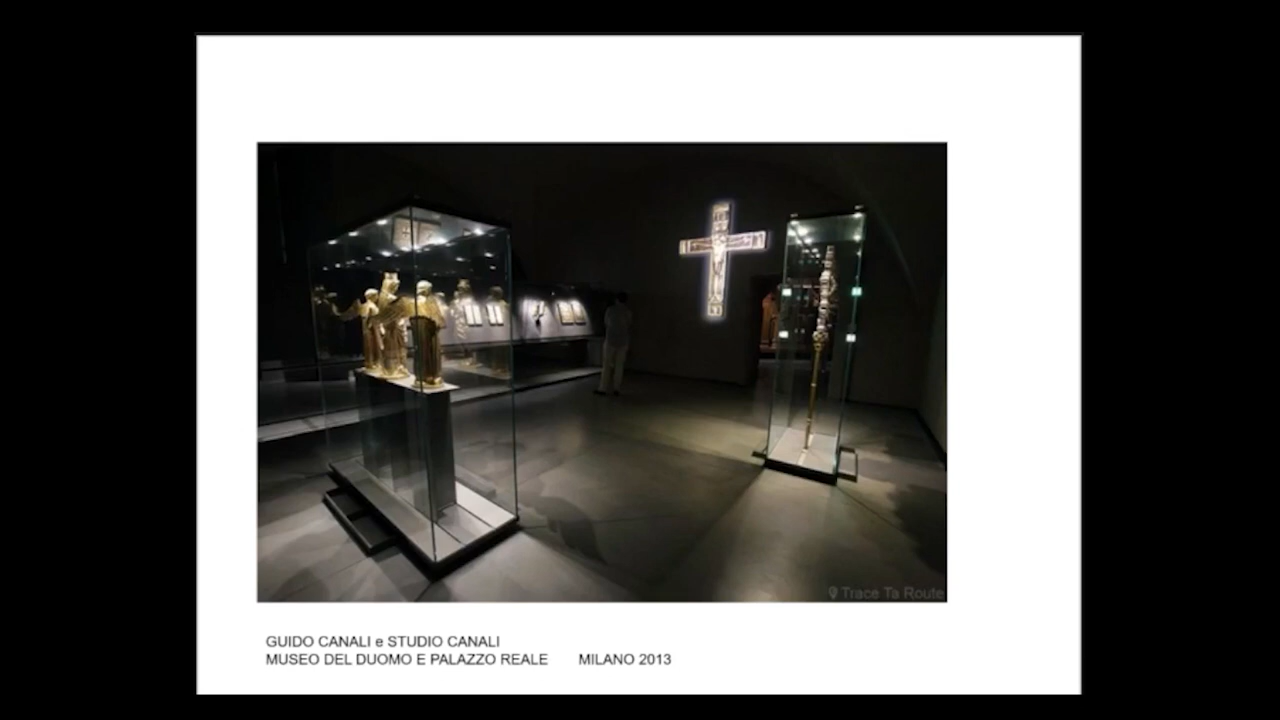 Trace Ta Route
GUIDO CANALI e STUDIO CANALI
MUSEO DEL DUOMO E PALAZZO REALE MILANO 2013